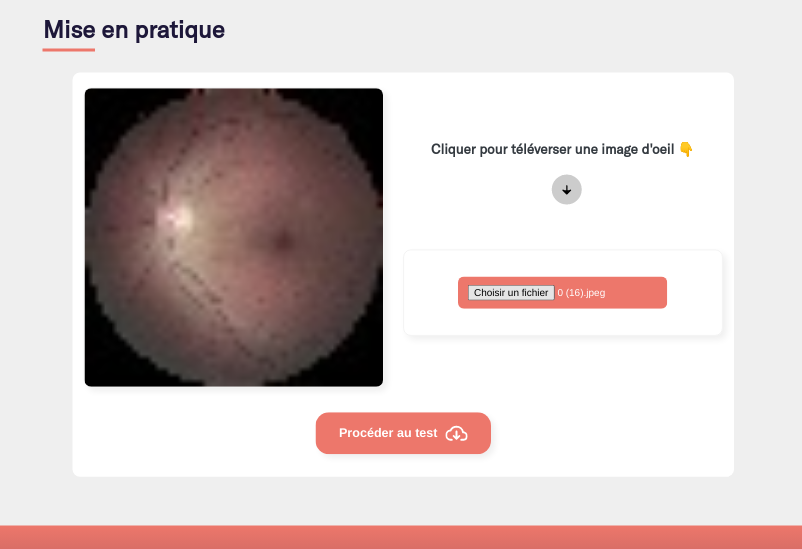 Mise en pratique
Cliquer pour téléverser une image d'oeil 👇
Choisir un fichier 0 (16).jpeg
Procéder au test